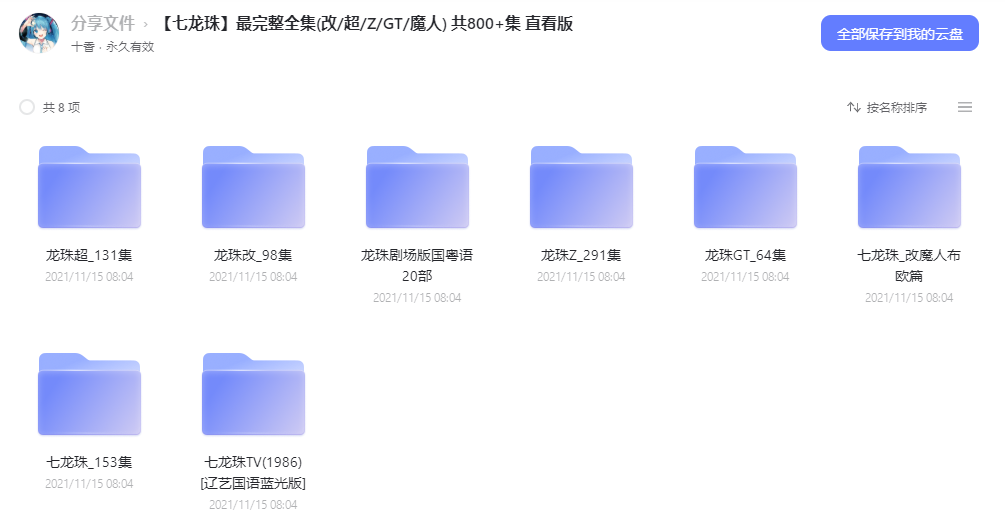 分享文件 › 【七龙珠】最完整全集(改/超/Z/GT/魔人) 共800+集 直看版
十香 · 永久有效
全部保存到我的云盘
共 8 项
按名称排序
龙珠超_131集
2021/11/15 08:04
龙珠改_98集
2021/11/15 08:04
龙珠剧场版国粤语
20部
2021/11/15 08:04
龙珠Z_291集
2021/11/15 08:04
龙珠GT_64集
2021/11/15 08:04
七龙珠_改魔人布
欧篇
2021/11/15 08:04
七龙珠_153集
2021/11/15 08:04
七龙珠TV(1986)
[辽艺国语蓝光版]
2021/11/15 08:04